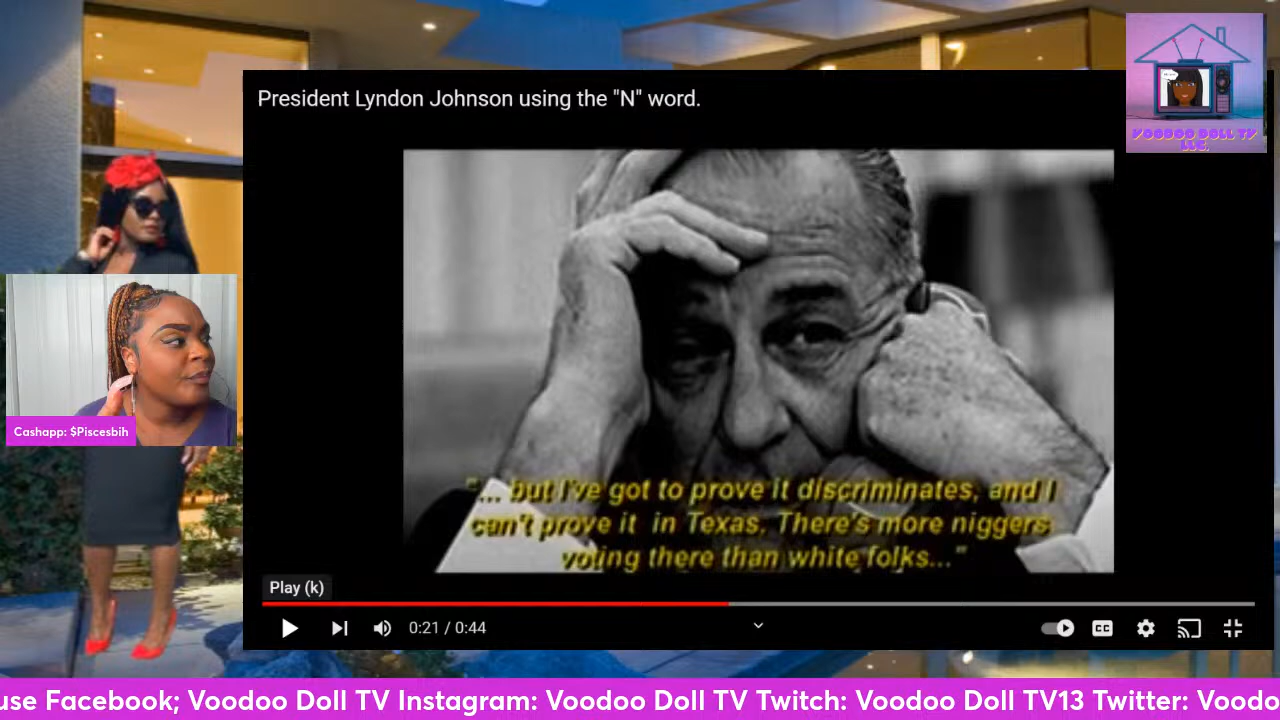 President Lyndon Johnson using the "N" word.
VOODOO DOLL TV
LLC.
Cashapp: $Piscesbih
"... but I've got to prove it discriminates, and I
can't prove it in Texas. There's more niggers
voting there than white folks..."
Play (k)
0:21 / 0:44
CC
use Facebook; Voodoo Doll TV Instagram: Voodoo Doll TV Twitch: Voodoo Doll TV13 Twitter: Voodo